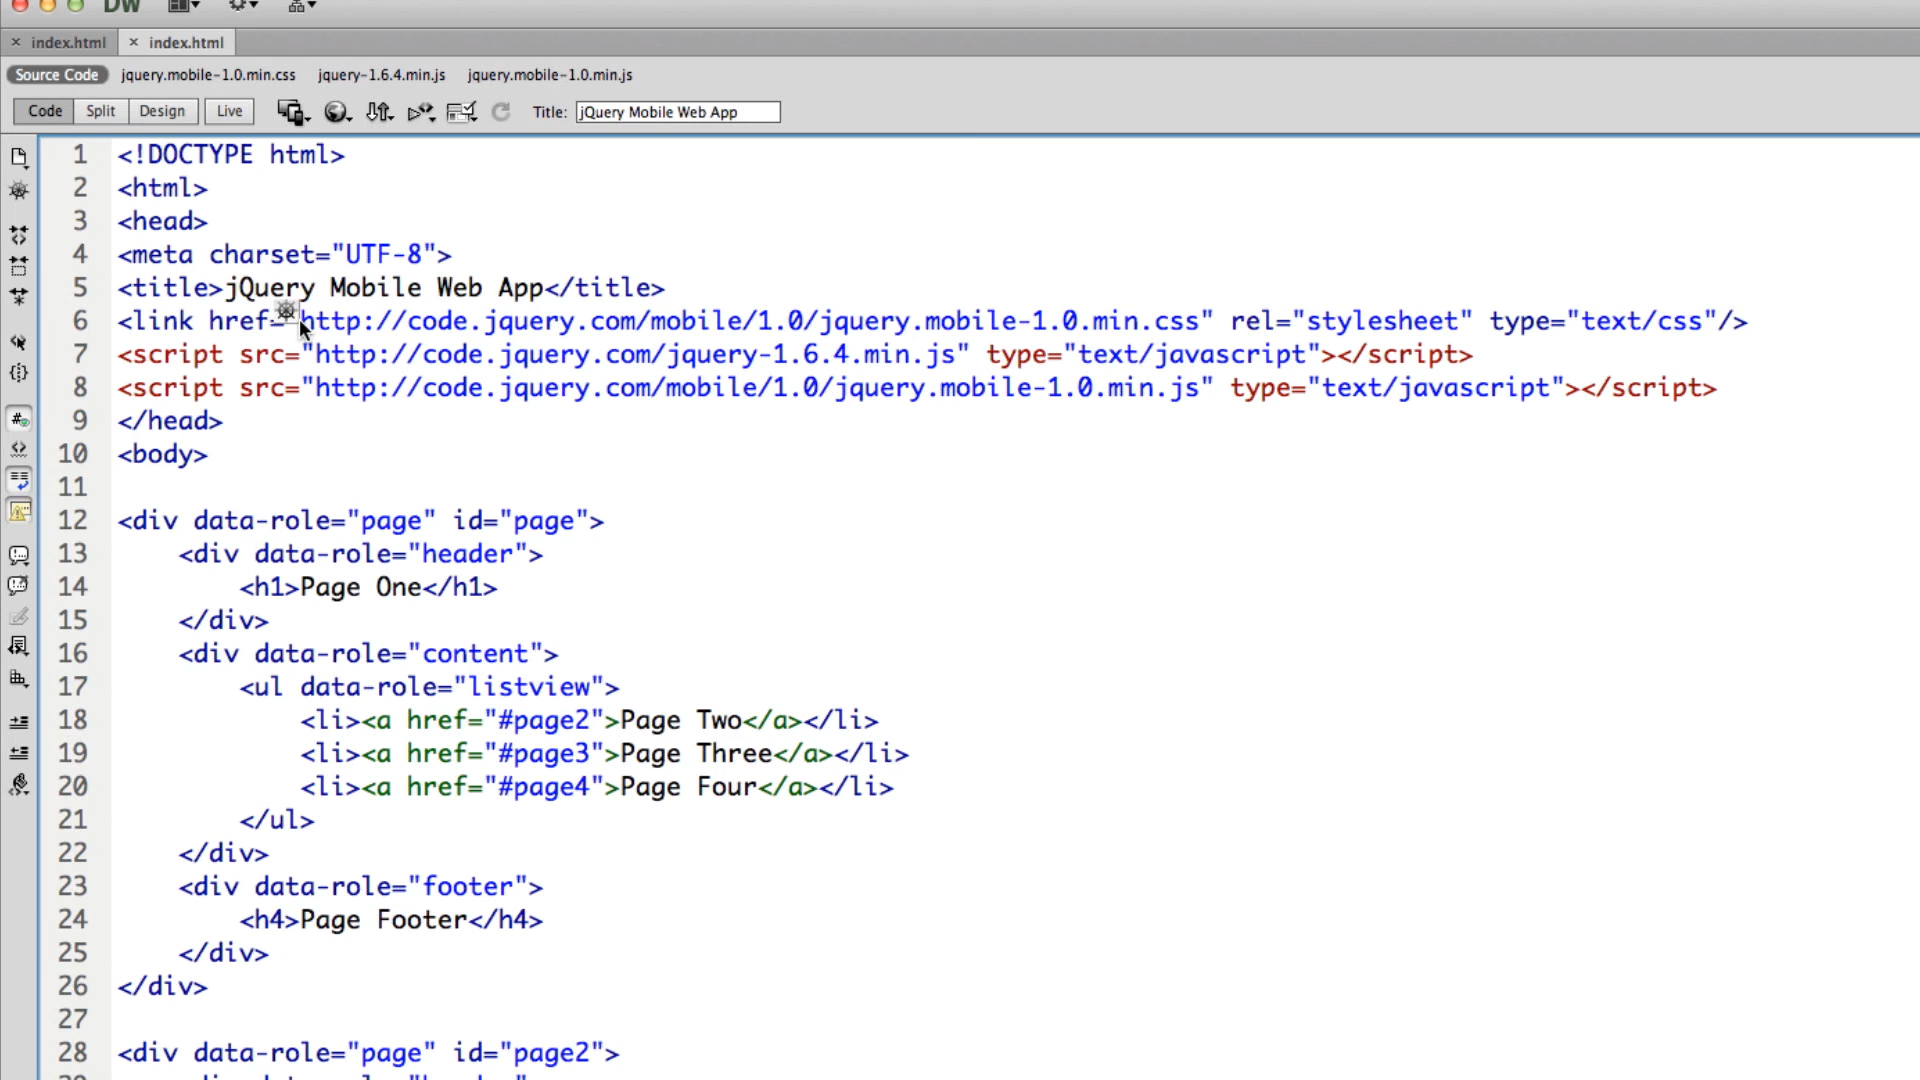 DW
index.html index.html
Source Code jquery.mobile-1.0.min.css jquery-1.6.4.min.js jquery.mobile-1.0.min.js
Code Split Design Live Title: jQuery Mobile Web App
1 <!DOCTYPE html>
2 <html>
3 <head>
4 <meta charset="UTF-8">
5 <title>jQuery Mobile Web App</title>
6 <link href="http://code.jquery.com/mobile/1.0/jquery.mobile-1.0.min.css" rel="stylesheet" type="text/css"/>
7 <script src="http://code.jquery.com/jquery-1.6.4.min.js" type="text/javascript"></script>
8 <script src="http://code.jquery.com/mobile/1.0/jquery.mobile-1.0.min.js" type="text/javascript"></script>
9 </head>
10 <body>
11
12 <div data-role="page" id="page">
13 <div data-role="header">
14 <h1>Page One</h1>
15 </div>
16 <div data-role="content">
17 <ul data-role="listview">
18 <li><a href="#page2">Page Two</a></li>
19 <li><a href="#page3">Page Three</a></li>
20 <li><a href="#page4">Page Four</a></li>
21 </ul>
22 </div>
23 <div data-role="footer">
24 <h4>Page Footer</h4>
25 </div>
26 </div>
27
28 <div data-role="page" id="page2">